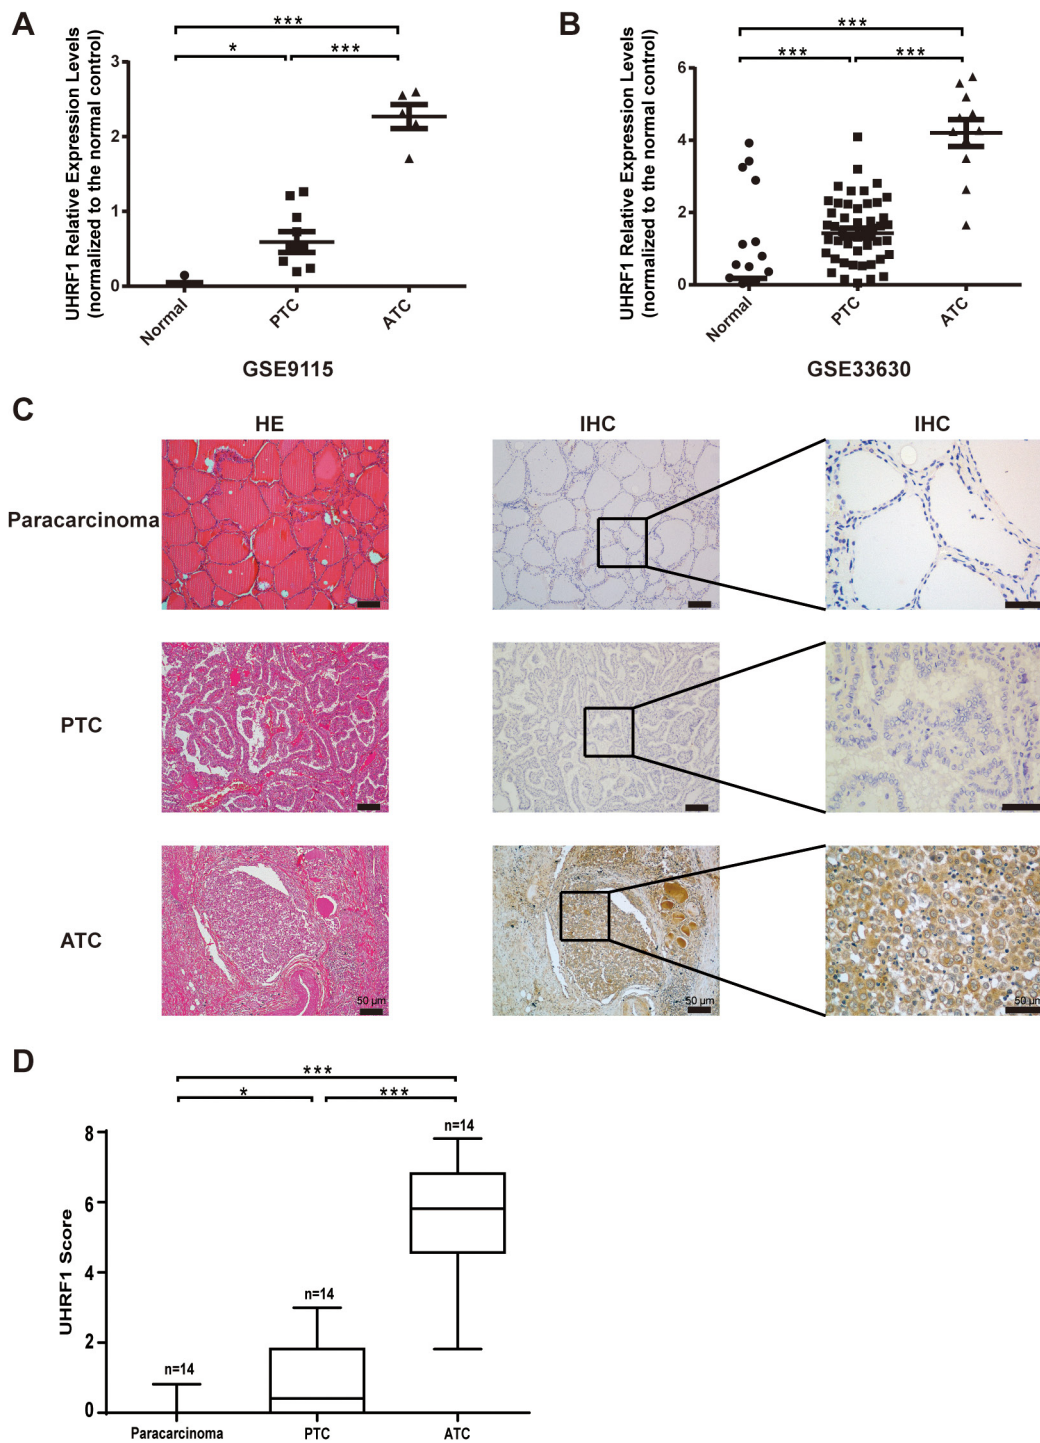 A
***
*
***
UHRF1 Relative Expression Levels
(normalized to the normal control)
3
2
1
0
Normal
PTC
ATC
GSE9115
B
***
***
***
UHRF1 Relative Expression Levels
(normalized to the normal control)
6
4
2
0
Normal
PTC
ATC
GSE33630
C
HE
IHC
IHC
Paracarcinoma
PTC
ATC
50 μm
50 μm
50 μm
D
***
*
***
UHRF1 Score
8
6
4
2
0
n=14
n=14
n=14
Paracarcinoma
PTC
ATC